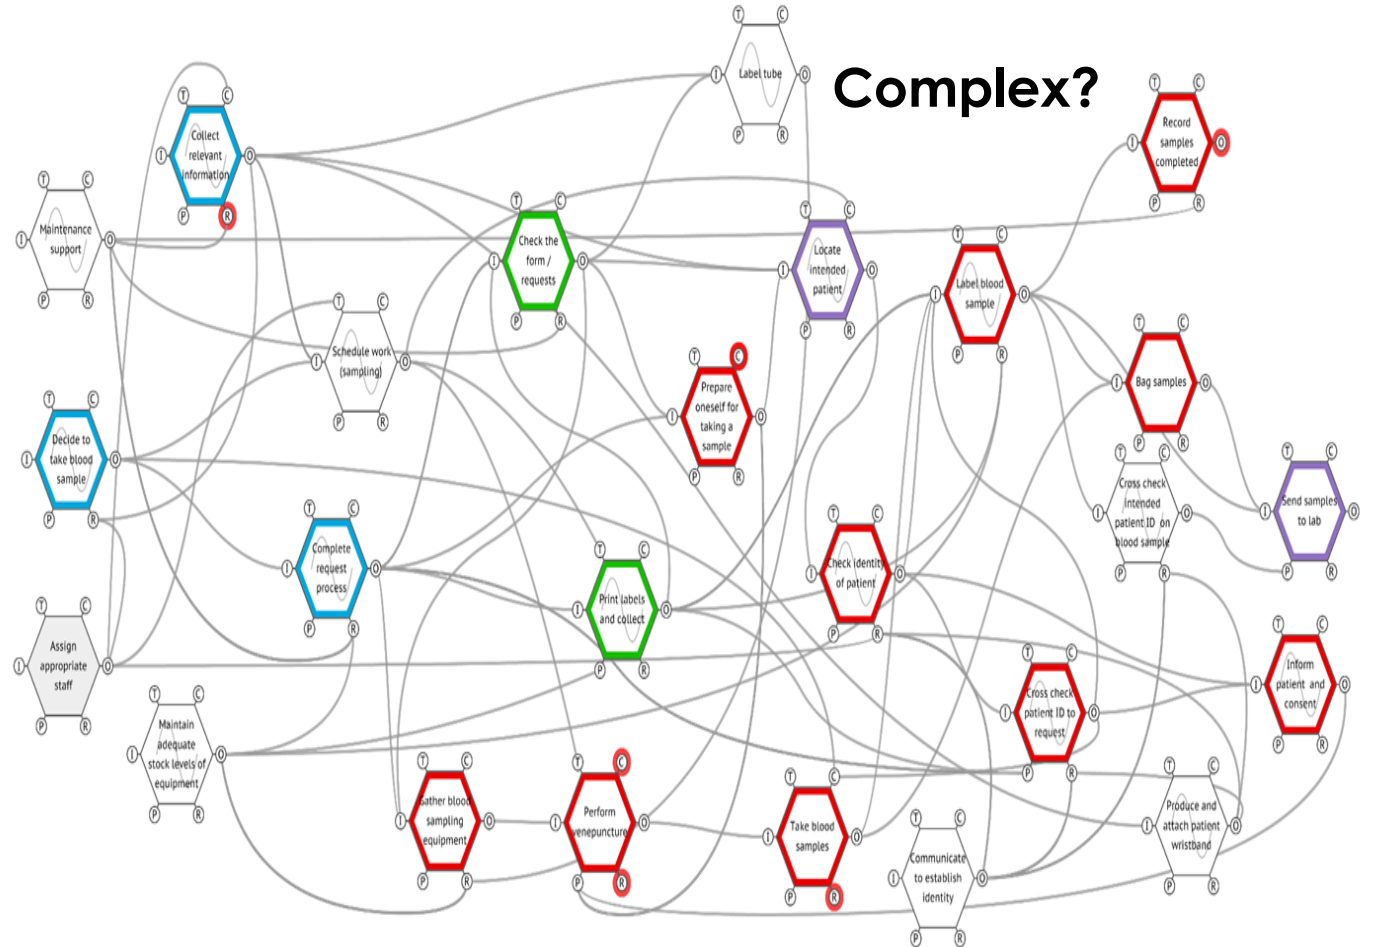 Complex?
T
C
I
Label tube
O
P
R
T
C
I
Collect
relevant
information
O
P
R
T
C
I
Record
samples
completed
O
P
R
T
C
I
Maintenance
support
O
P
R
T
C
I
Check the
form /
requests
O
P
R
T
C
I
Locate
intended
patient
O
P
R
T
C
I
Label blood
sample
O
P
R
T
C
I
Schedule work
(sampling)
O
P
R
T
C
I
Prepare
oneself for
taking a
sample
O
P
R
T
C
I
Bag samples
O
P
R
T
C
I
Decide to
take blood
sample
O
P
R
T
C
I
Cross check
intended
patient ID on
blood sample
O
P
R
T
C
I
Send samples
to lab
O
P
R
T
C
I
Complete
request
process
O
P
R
T
C
I
Print labels
and collect
O
P
R
T
C
I
Check identity
of patient
O
P
R
T
C
I
Assign
appropriate
staff
O
P
R
T
C
I
Cross check
patient ID to
request
O
P
R
T
C
I
Inform
patient and
consent
O
P
R
T
C
I
Maintain
adequate
stock levels of
equipment
O
P
R
T
C
I
Gather blood
sampling
equipment
O
P
R
T
C
I
Perform
venepuncture
O
P
R
T
C
I
Take blood
samples
O
P
R
T
C
I
Communicate
to establish
identity
O
P
R
T
C
I
Produce and
attach patient
wristband
O
P
R